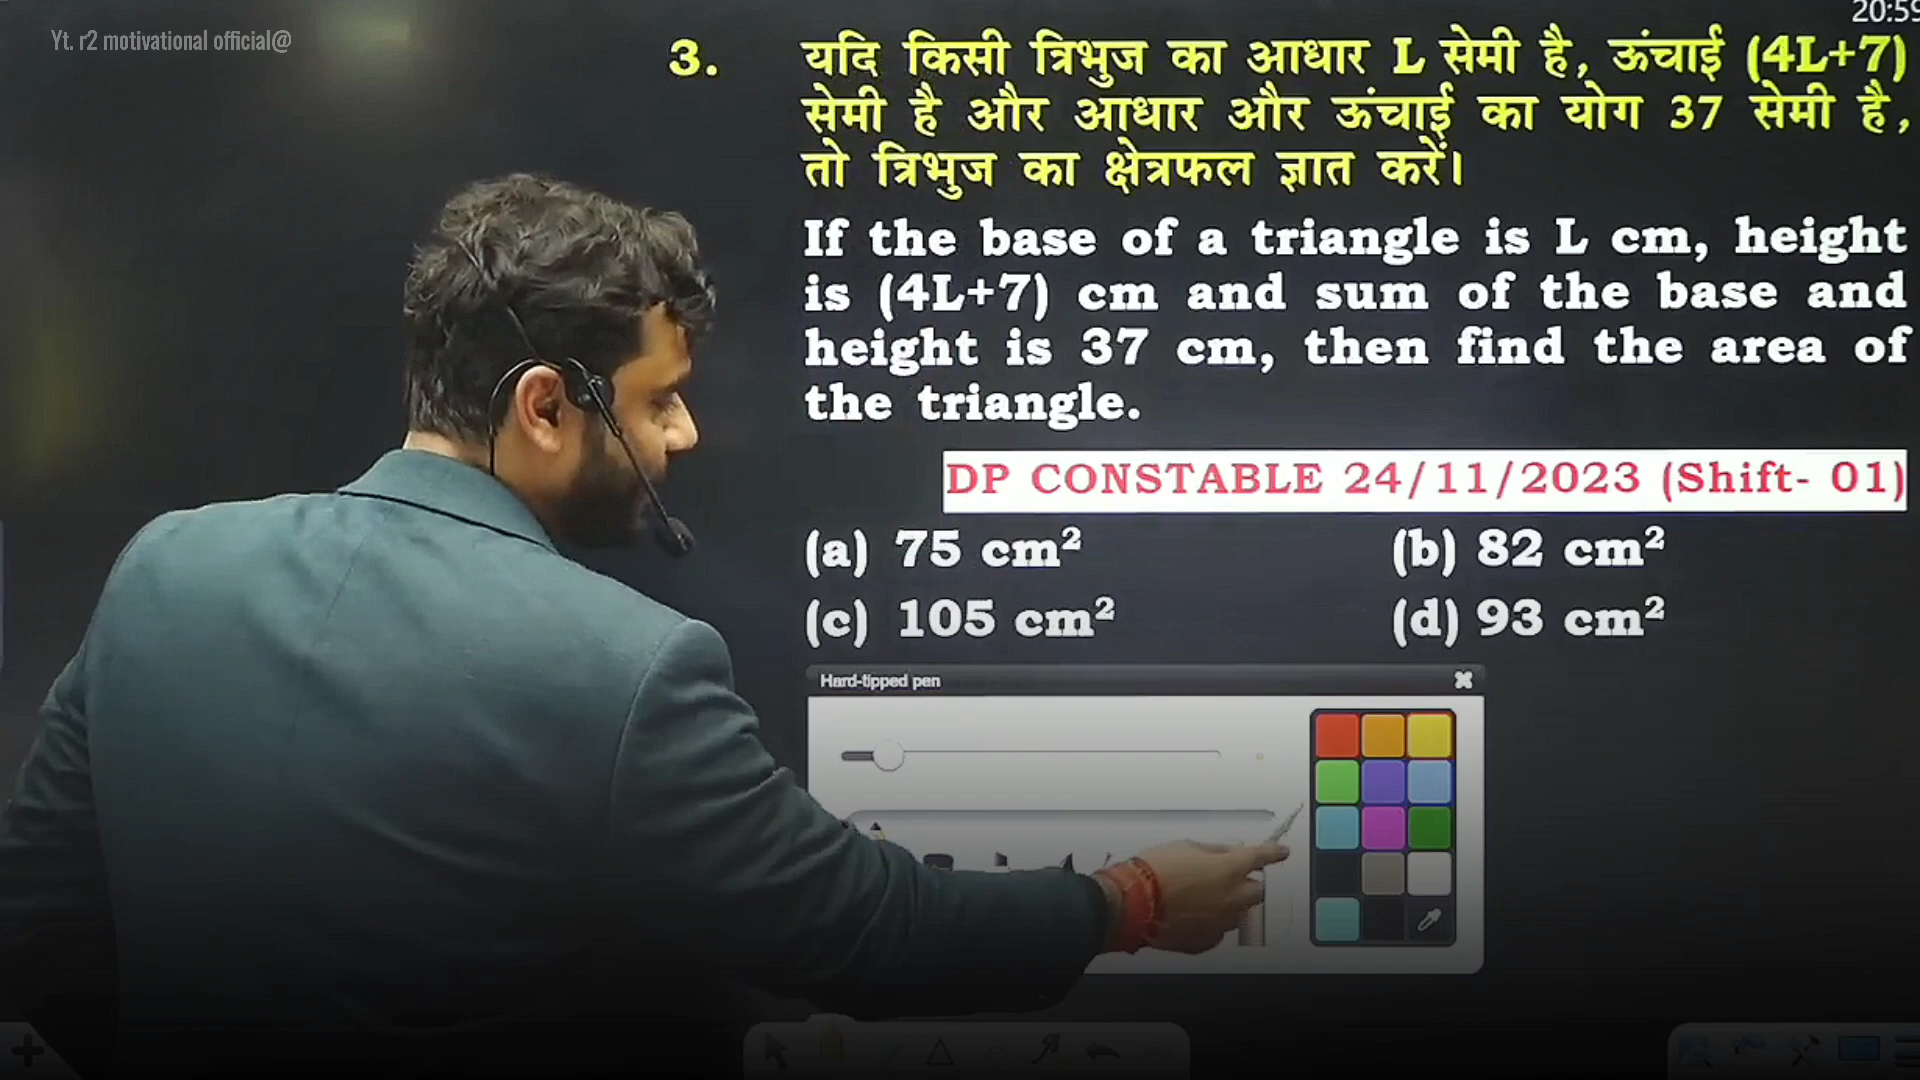 20:59
Yt. r2 motivational official@
3. यदि किसी त्रिभुज का आधार L सेमी है, ऊंचाई (4L+7)
सेमी है और आधार और ऊंचाई का योग 37 सेमी है,
तो त्रिभुज का क्षेत्रफल ज्ञात करें।
If the base of a triangle is L cm, height
is (4L+7) cm and sum of the base and
height is 37 cm, then find the area of
the triangle.
DP CONSTABLE 24/11/2023 (Shift- 01)
(a) 75 cm² (b) 82 cm²
(c) 105 cm² (d) 93 cm²
Hard-tipped pen